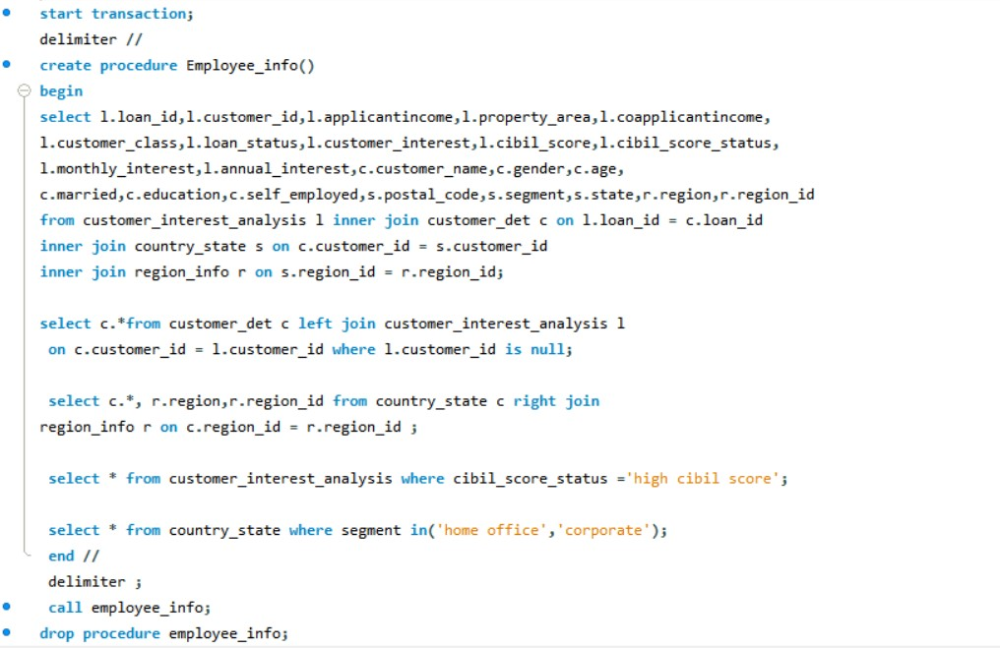 start transaction;
delimiter //
create procedure Employee_info()
begin
select l.loan_id,l.customer_id,l.applicantincome,l.property_area,l.coapplicantincome,
l.customer_class,l.loan_status,l.customer_interest,l.cibil_score,l.cibil_score_status,
l.monthly_interest,l.annual_interest,c.customer_name,c.gender,c.age,
c.married,c.education,c.self_employed,s.postal_code,s.segment,s.state,r.region,r.region_id
from customer_interest_analysis l inner join customer_det c on l.loan_id = c.loan_id
inner join country_state s on c.customer_id = s.customer_id
inner join region_info r on s.region_id = r.region_id;
select c.*from customer_det c left join customer_interest_analysis l
on c.customer_id = l.customer_id where l.customer_id is null;
select c.*, r.region,r.region_id from country_state c right join
region_info r on c.region_id = r.region_id ;
select * from customer_interest_analysis where cibil_score_status ='high cibil score';
select * from country_state where segment in('home office','corporate');
end //
delimiter ;
call employee_info;
drop procedure employee_info;